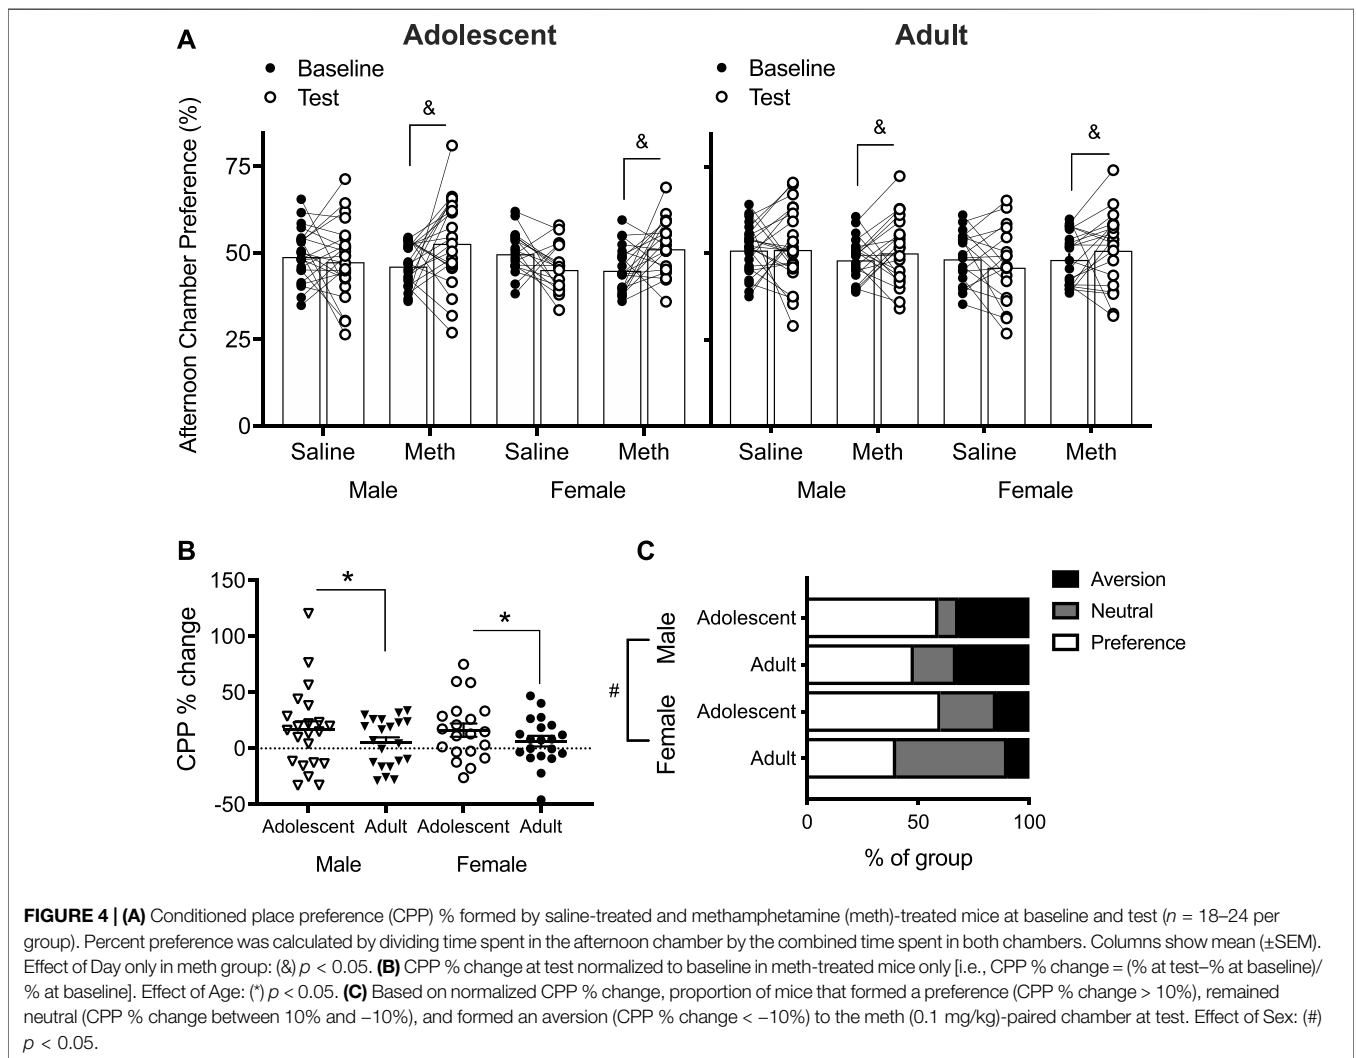 A
Adolescent
Adult
Baseline
Test
Baseline
Test
&
&
&
&
Afternoon Chamber Preference (%)
75
50
25
0
Saline Meth Saline Meth Saline Meth Saline Meth
Male Female Male Female
B
CPP % change
150
100
50
0
-50
*
*
Adolescent Adult Adolescent Adult
Male Female
C
Aversion
Neutral
Preference
#
Male
Female
Adolescent
Adult
Adolescent
Adult
0 50 100
% of group
FIGURE 4 | (A) Conditioned place preference (CPP) % formed by saline-treated and methamphetamine (meth)-treated mice at baseline and test (n = 18–24 per
group). Percent preference was calculated by dividing time spent in the afternoon chamber by the combined time spent in both chambers. Columns show mean (±SEM).
Effect of Day only in meth group: (&) p < 0.05. (B) CPP % change at test normalized to baseline in meth-treated mice only [i.e., CPP % change = (% at test–% at baseline)/
% at baseline]. Effect of Age: (*) p < 0.05. (C) Based on normalized CPP % change, proportion of mice that formed a preference (CPP % change > 10%), remained
neutral (CPP % change between 10% and −10%), and formed an aversion (CPP % change < −10%) to the meth (0.1 mg/kg)-paired chamber at test. Effect of Sex: (#)
p < 0.05.